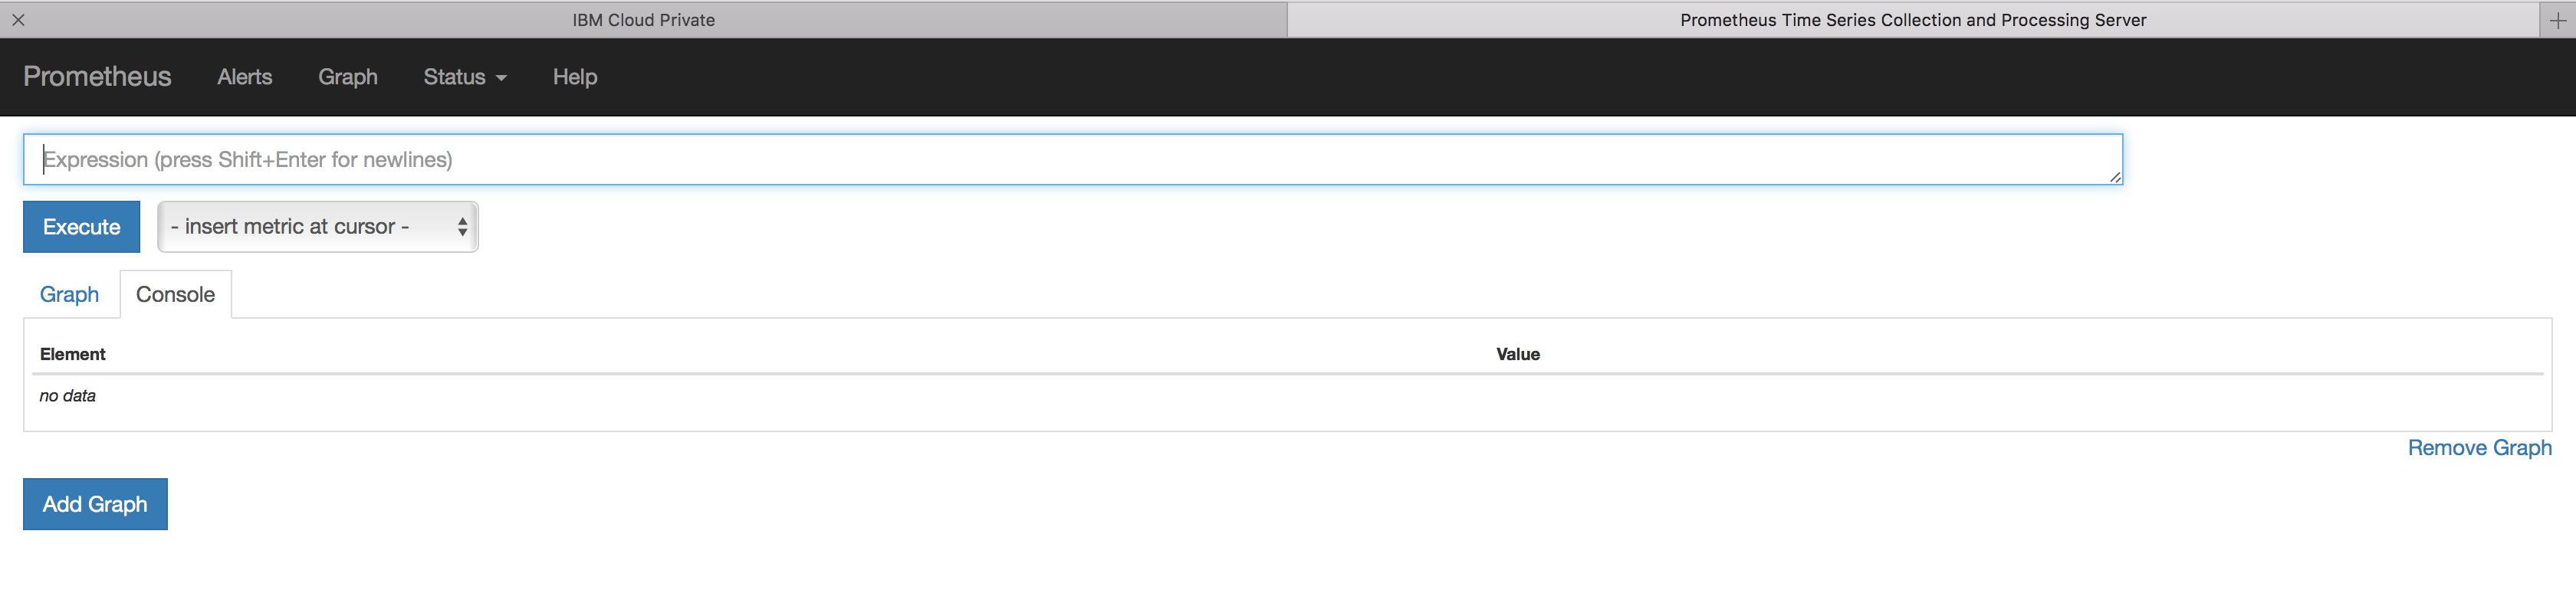 IBM Cloud Private
Prometheus Time Series Collection and Processing Server
Prometheus Alerts Graph Status Help
Expression (press Shift+Enter for newlines)
Execute - insert metric at cursor -
Graph Console
Element Value
no data
Remove Graph
Add Graph